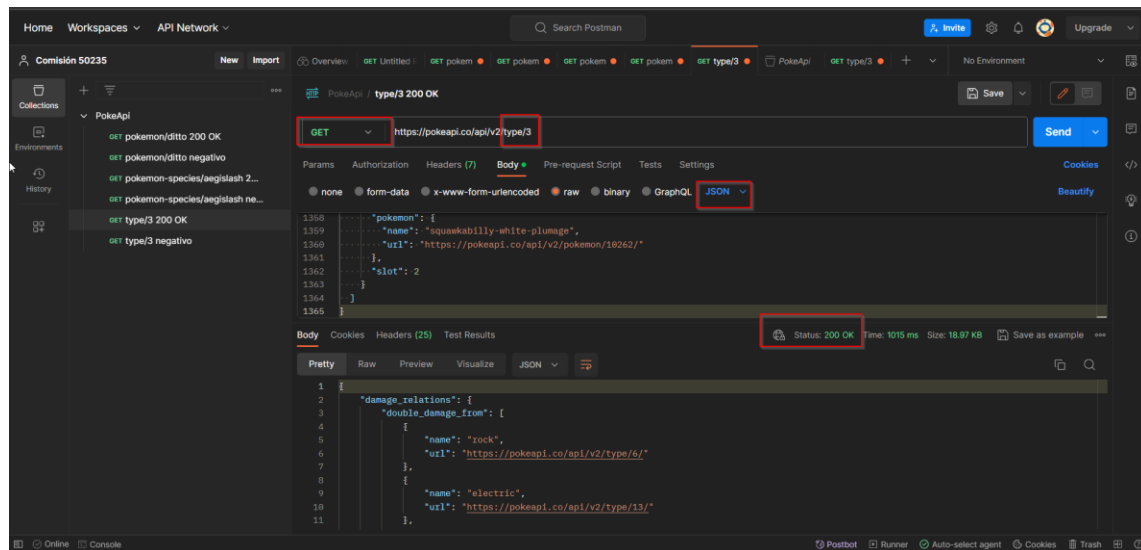 Home Workspaces API Network Search Postman Invite Upgrade
Comisión 50235 New Import Overview GET Untitled GET pokem GET pokem GET pokem GET pokem GET type/3 PokeApi GET type/3 No Environment
Collections
Environments
History
PokeApi
GET pokemon/ditto 200 OK
GET pokemon/ditto negativo
GET pokemon-species/aegislash 2...
GET pokemon-species/aegislash ne...
GET type/3 200 OK
GET type/3 negativo
HTTP PokeApi / type/3 200 OK Save
GET https://pokeapi.co/api/v2/type/3 Send
Params Authorization Headers (7) Body Pre-request Script Tests Settings Cookies
none form-data x-www-form-urlencoded raw binary GraphQL JSON Beautify
1358 "pokemon": {
1359 "name": "squawkabilly-white-plumage",
1360 "url": "https://pokeapi.co/api/v2/pokemon/10262/"
1361 },
1362 "slot": 2
1363 }
1364 ]
1365 }
Body Cookies Headers (25) Test Results Status: 200 OK Time: 1015 ms Size: 18.97 KB Save as example
Pretty Raw Preview Visualize JSON
1 {
2 "damage_relations": {
3 "double_damage_from": [
4 {
5 "name": "rock",
6 "url": "https://pokeapi.co/api/v2/type/6/"
7 },
8 {
9 "name": "electric",
10 "url": "https://pokeapi.co/api/v2/type/13/"
11 },
Online Console Postbot Runner Auto-select agent Cookies Trash